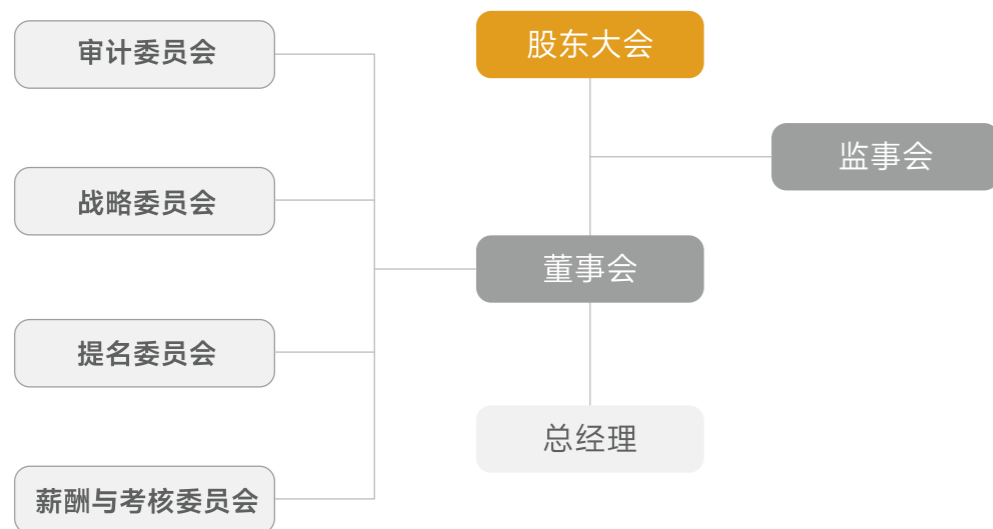 股东大会
监事会
董事会
总经理
审计委员会
战略委员会
提名委员会
薪酬与考核委员会